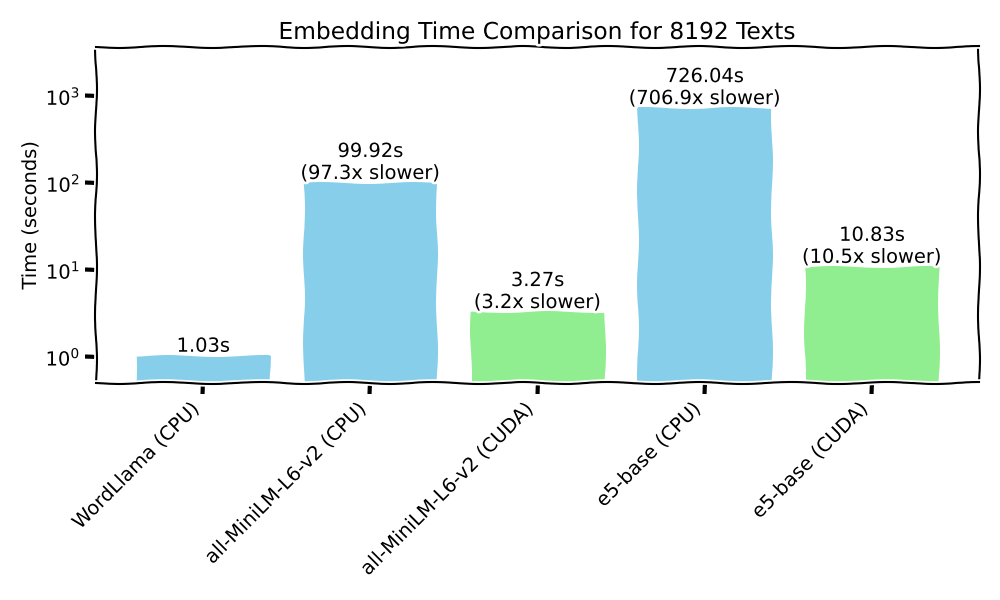 Embedding Time Comparison for 8192 Texts
Time (seconds)
10³
10²
10¹
10⁰
1.03s
99.92s
(97.3x slower)
3.27s
(3.2x slower)
726.04s
(706.9x slower)
10.83s
(10.5x slower)
WordLlama (CPU)
all-MiniLM-L6-v2 (CPU)
all-MiniLM-L6-v2 (CUDA)
e5-base (CPU)
e5-base (CUDA)